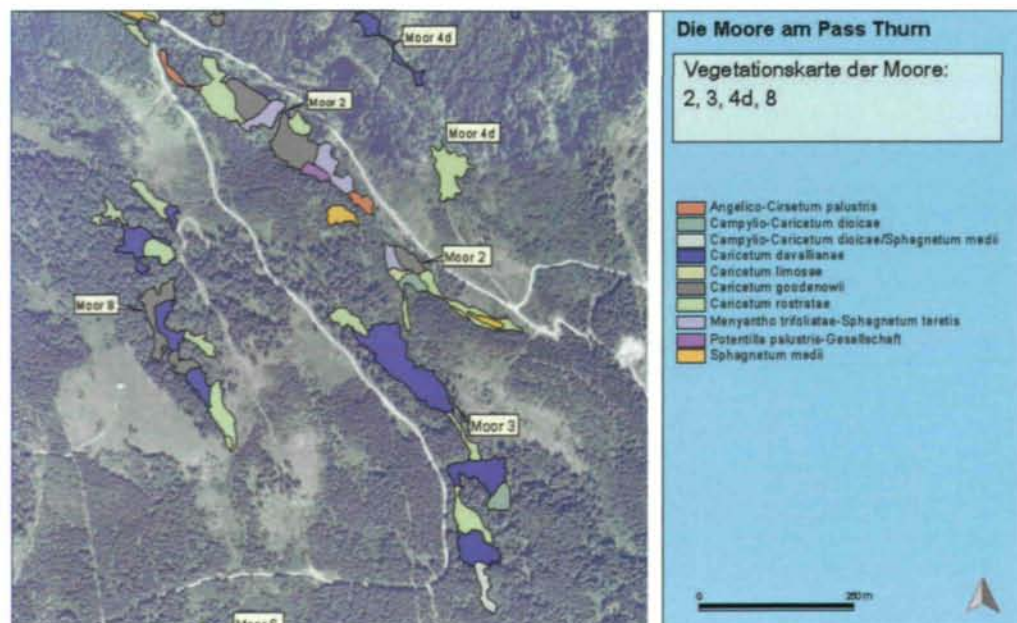 Moor 4d
Moor 2
Moor 4d
Moor 2
Moor 8
Moor 3
Die Moore am Pass Thurn
Vegetationskarte der Moore:
2, 3, 4d, 8
Angelico-Cirsetum palustris
Campylio-Caricetum dioicae
Campylio-Caricetum dioicae/Sphagnetum medii
Caricetum davallianae
Caricetum limosae
Caricetum goodenowii
Caricetum rostratae
Menyantho trifoliatae-Sphagnetum teretis
Potentilla palustris-Gesellschaft
Sphagnetum medii
0
250 m